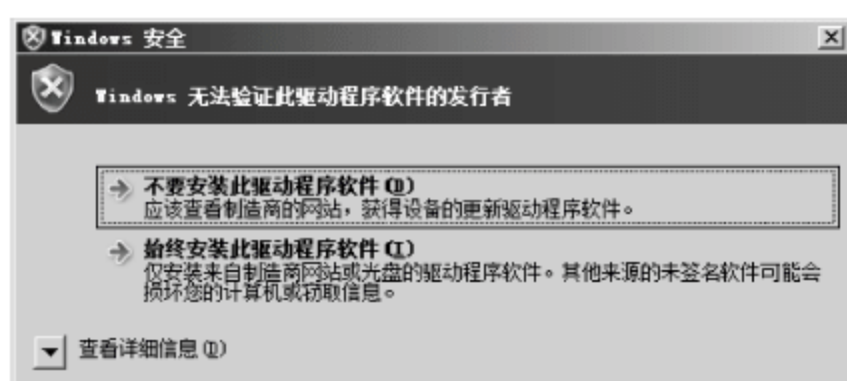 Windows 安全
Windows 无法验证此驱动程序软件的发行者
不要安装此驱动程序软件(N)
应该查看制造商的网站，获得设备的更新驱动程序软件。
始终安装此驱动程序软件(I)
仅安装来自制造商网站或光盘的驱动程序软件。其他来源的未签名软件可能会
损坏您的计算机或窃取信息。
查看详细信息(D)